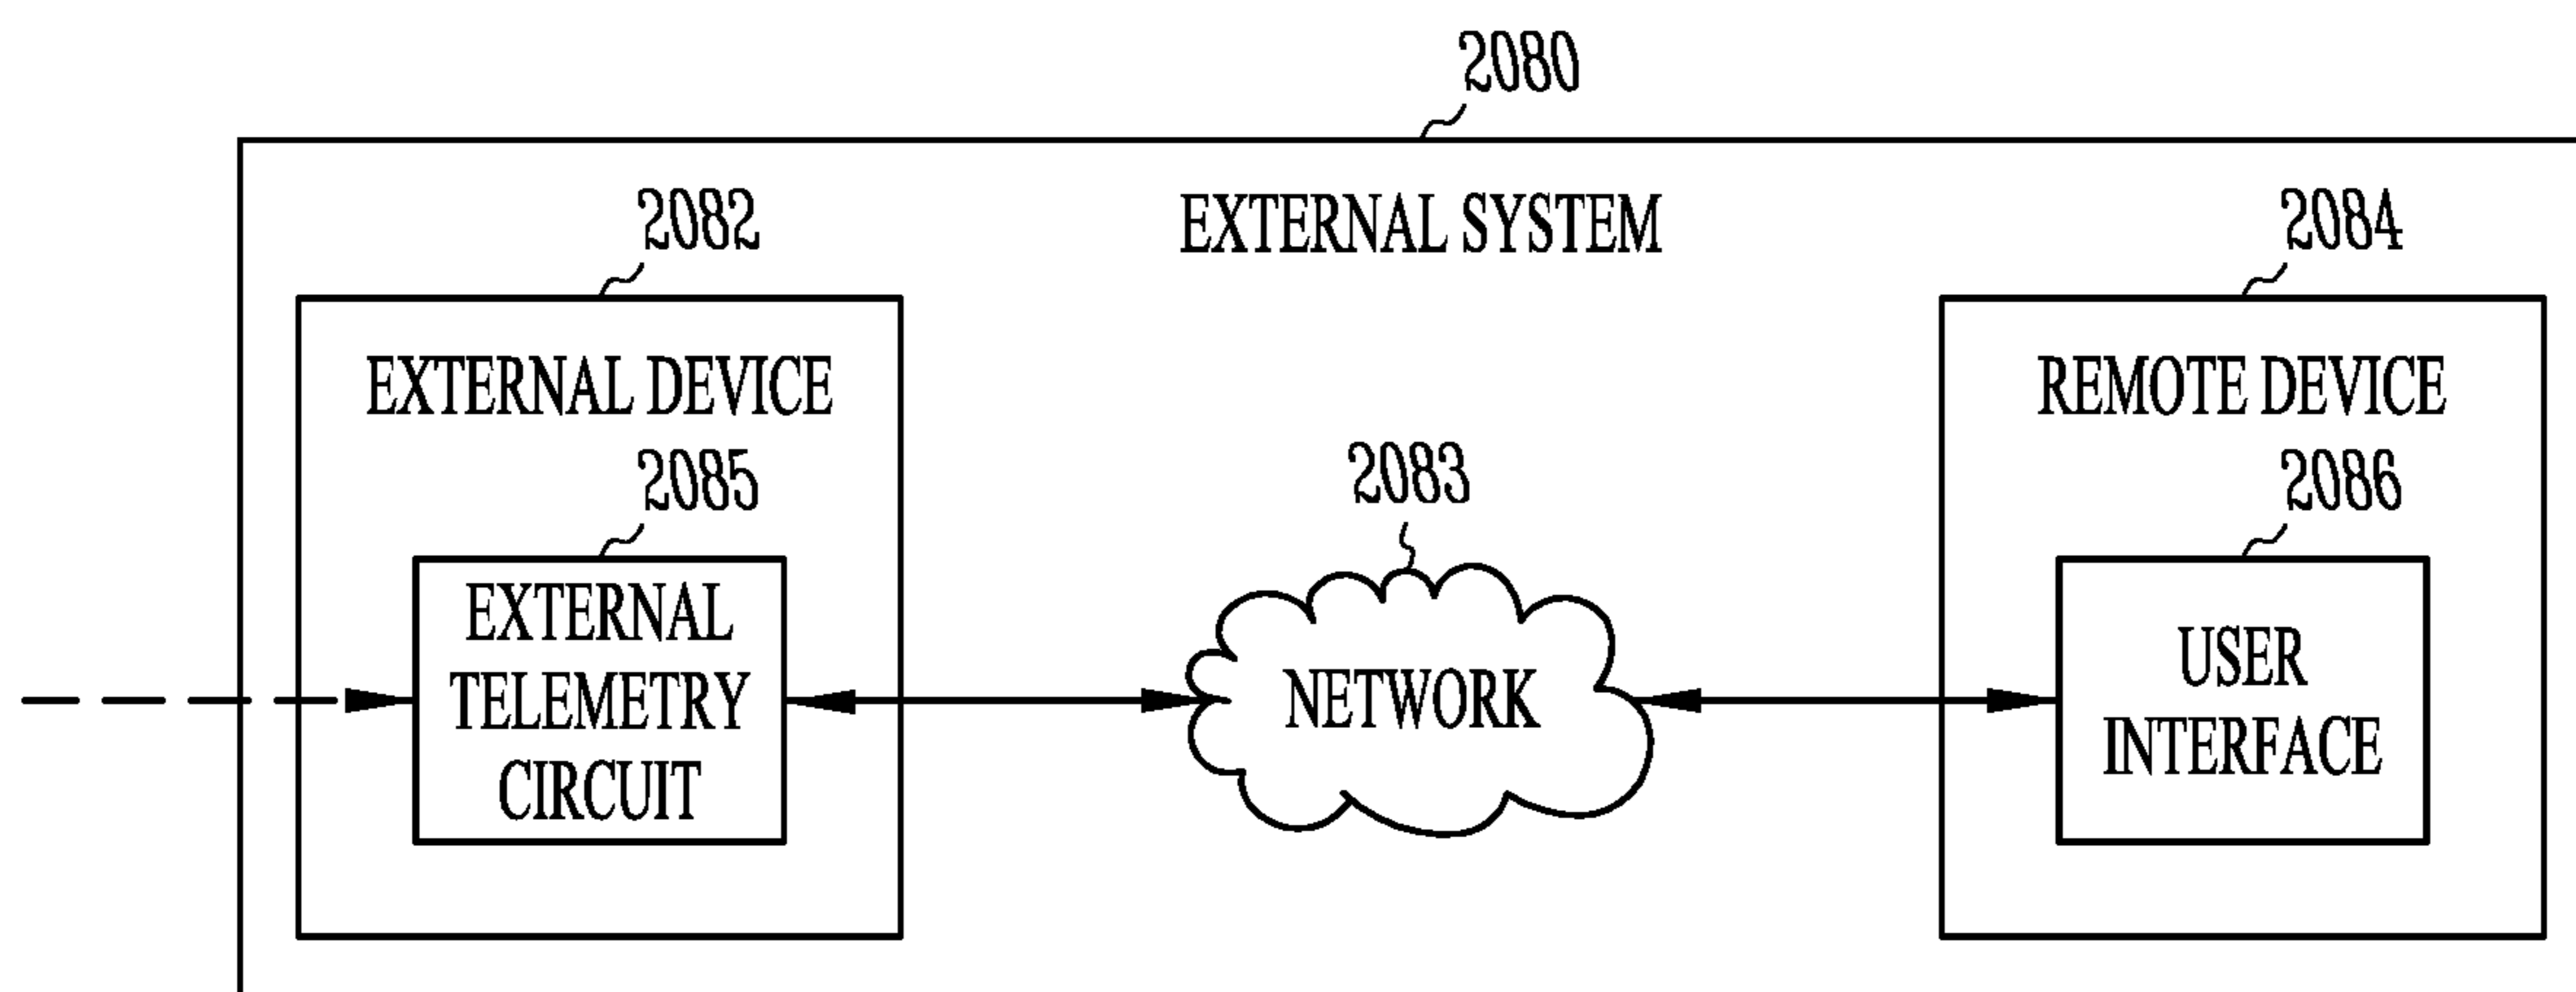 2080
EXTERNAL SYSTEM
2082
EXTERNAL DEVICE
2085
EXTERNAL
TELEMETRY
CIRCUIT
2083
NETWORK
2084
REMOTE DEVICE
2086
USER
INTERFACE